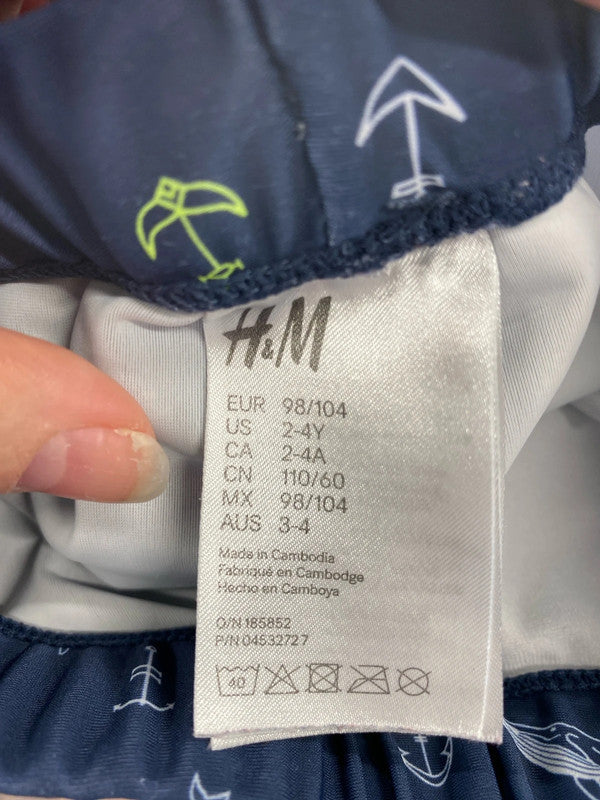 H&M
EUR 98/104
US 2-4Y
CA 2-4A
CN 110/60
MX 98/104
AUS 3-4
Made in Cambodia
Fabriqué en Cambodge
Hecho en Camboya
O/N 185852
P/N 04532727
40